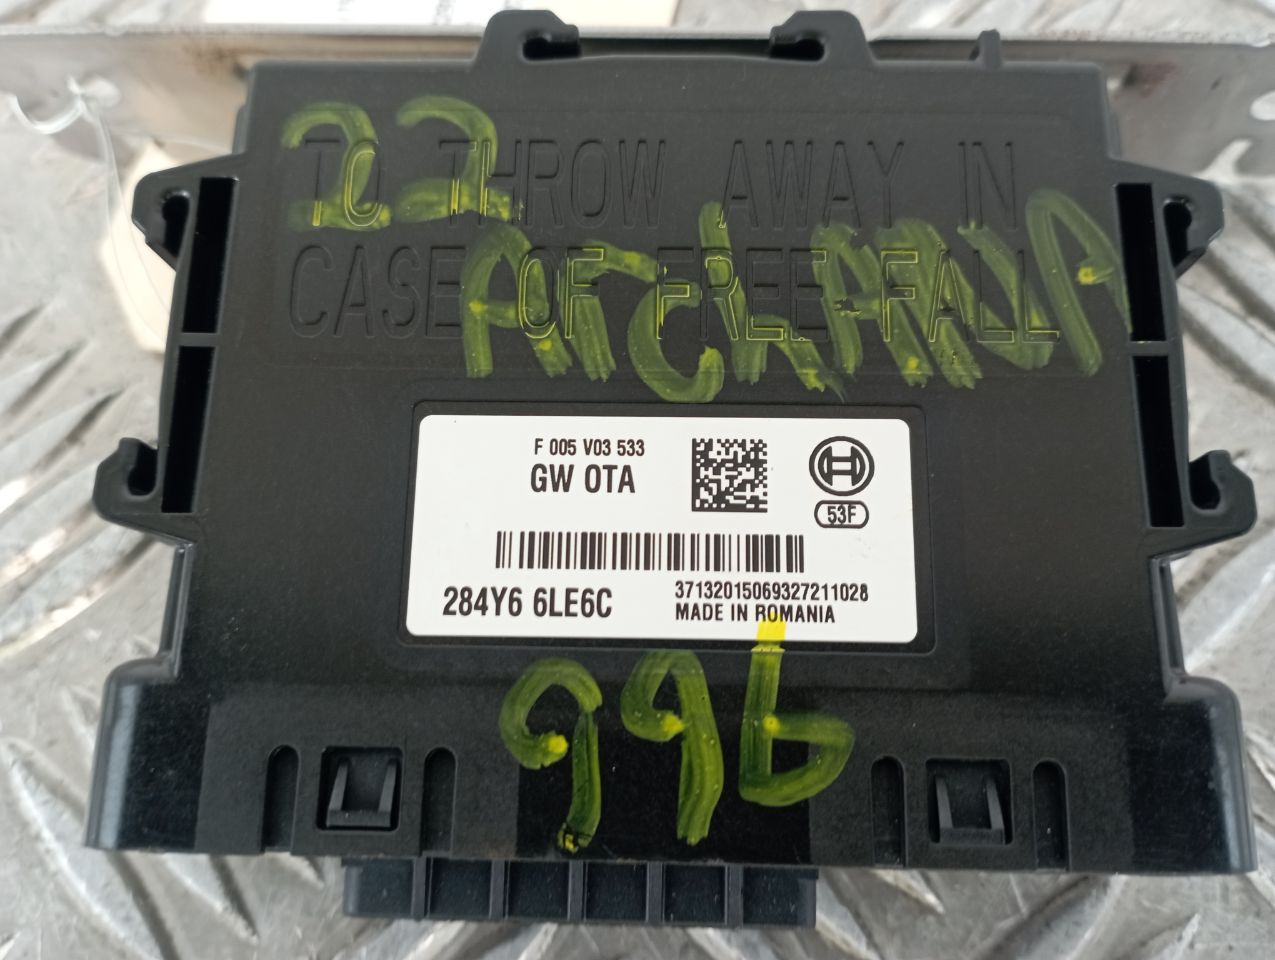 TO THROW AWAY IN
CASE OF FREE FALL
22
F 005 V03 533
GW OTA
53F
284Y6 6LE6C
37132015069327211028
MADE IN ROMANIA
996